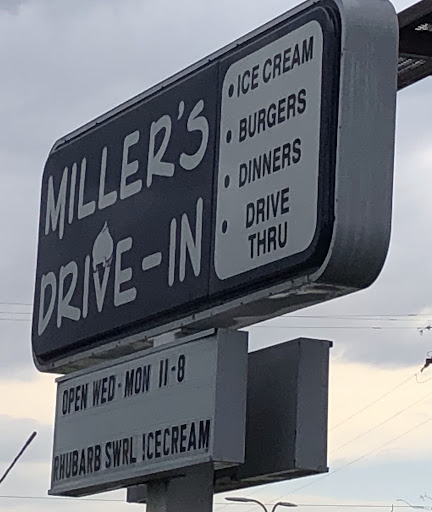 MILLER'S
DRIVE-IN
• ICE CREAM
• BURGERS
• DINNERS
• DRIVE
THRU
OPEN WED-MON 11-8
RHUBARB SWRL ICECREAM